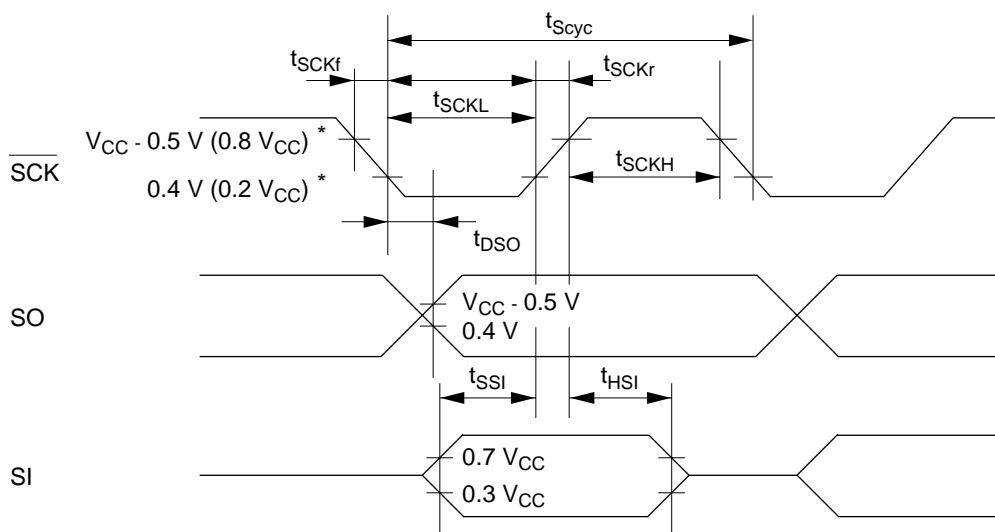 tScyc
tSCKf
tSCKr
tSCKL
VCC - 0.5 V (0.8 VCC) *
SCK
tSCKH
0.4 V (0.2 VCC) *
tDSO
SO
VCC - 0.5 V
0.4 V
tSSI
tHSI
0.7 VCC
SI
0.3 VCC